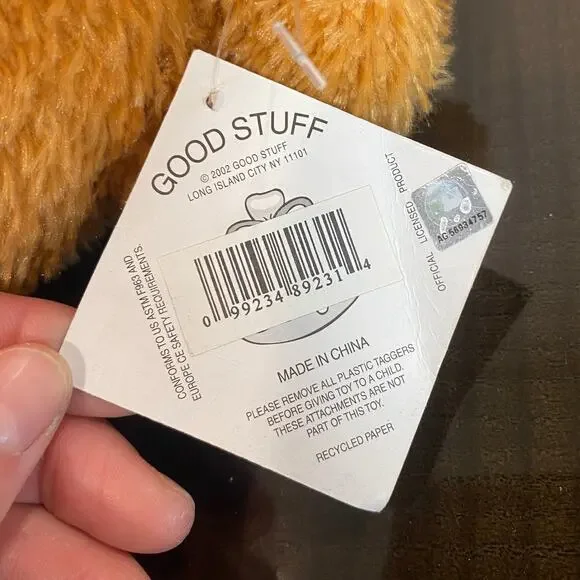 GOOD STUFF
© 2002 GOOD STUFF
LONG ISLAND CITY NY 11101
OFFICIAL LICENSED PRODUCT
AG 56934757
0 99234 89231 4
CONFORMS TO US ASTM F963 AND
EUROPE CE SAFETY REQUIREMENTS
MADE IN CHINA
PLEASE REMOVE ALL PLASTIC TAGGERS
BEFORE GIVING TOY TO A CHILD.
THESE ATTACHMENTS ARE NOT
PART OF THIS TOY.
RECYCLED PAPER